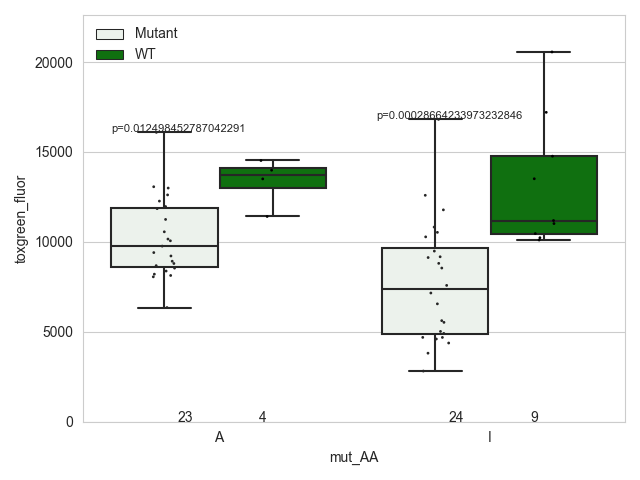 Mutant
WT
p=0.012498452787042291
p=0.00028664233973232846
20000
15000
10000
5000
0
toxgreen_fluor
23
4
24
9
A
I
mut_AA